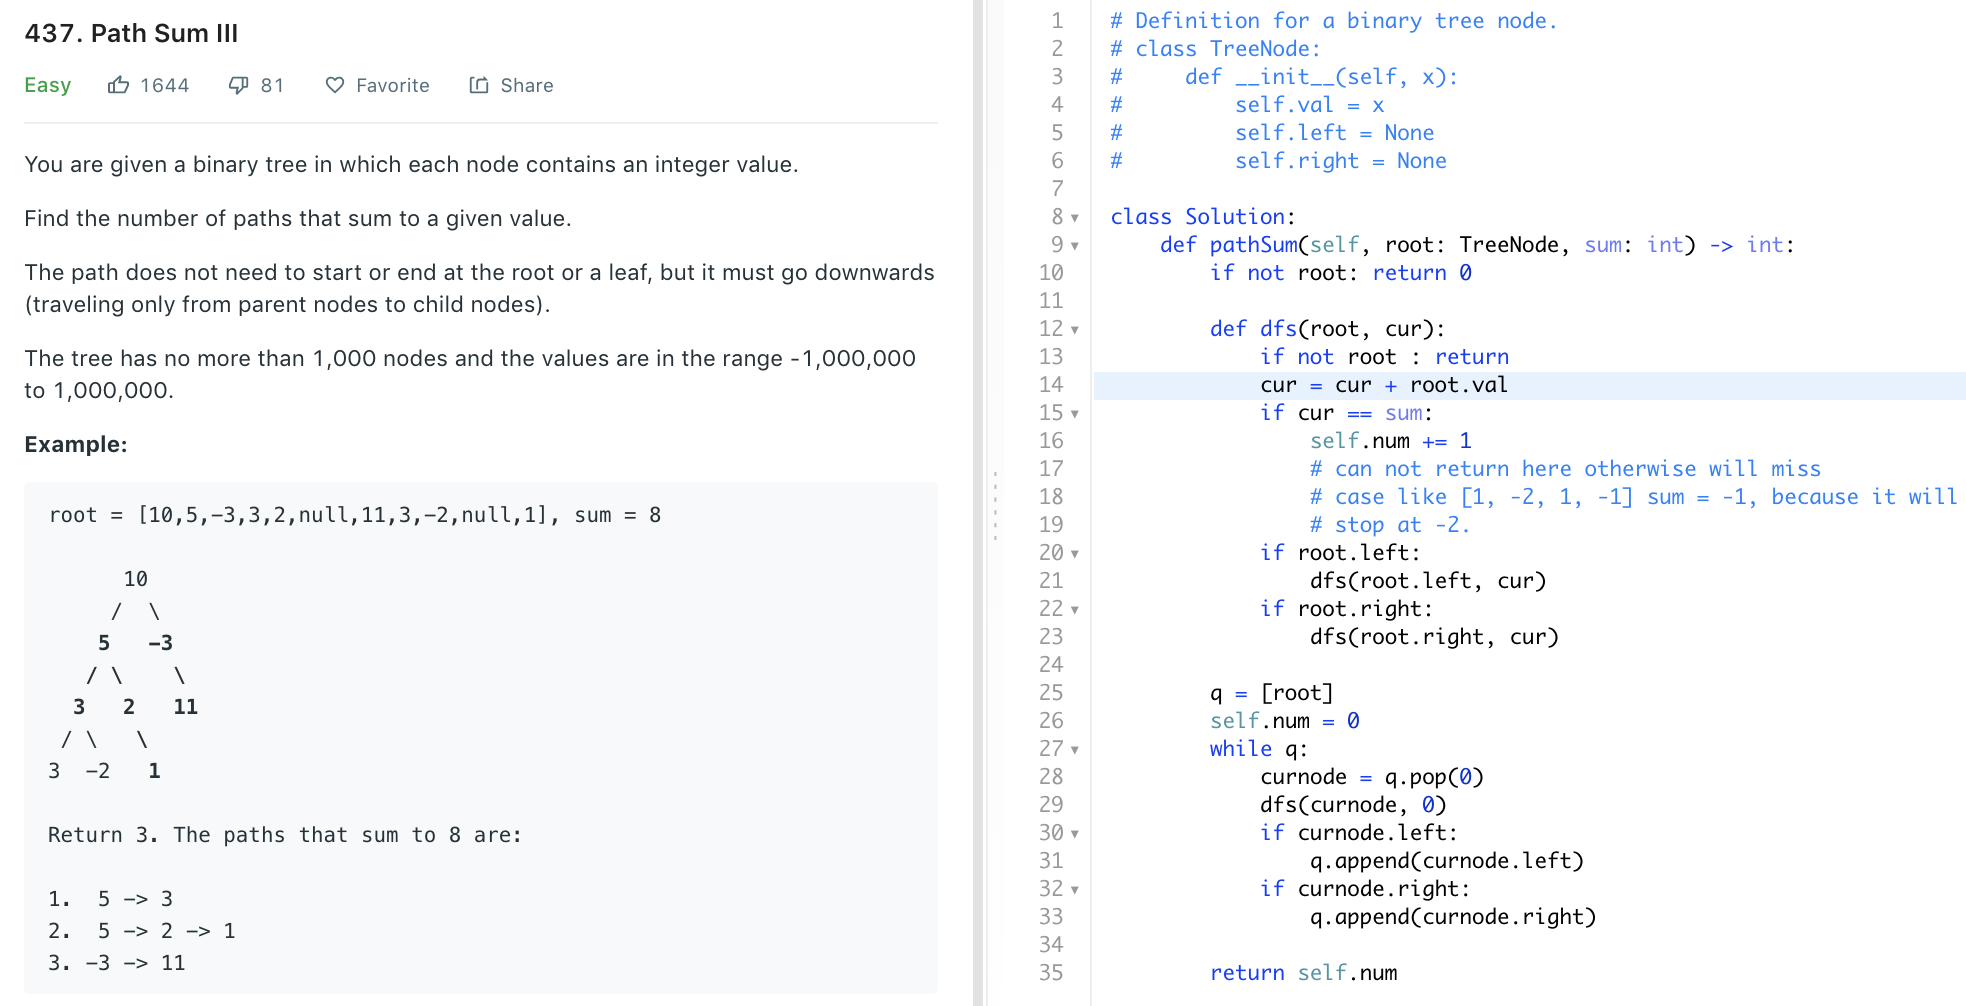 437. Path Sum III
Easy 1644 81 Favorite Share
You are given a binary tree in which each node contains an integer value.
Find the number of paths that sum to a given value.
The path does not need to start or end at the root or a leaf, but it must go downwards
(traveling only from parent nodes to child nodes).
The tree has no more than 1,000 nodes and the values are in the range -1,000,000
to 1,000,000.
Example:
root = [10,5,-3,3,2,null,11,3,-2,null,1], sum = 8
      10
     /  \
    5   -3
   / \    \
  3   2   11
 / \   \
3  -2   1
Return 3. The paths that sum to 8 are:
1.  5 -> 3
2.  5 -> 2 -> 1
3. -3 -> 11
1 # Definition for a binary tree node.
2 # class TreeNode:
3 #     def __init__(self, x):
4 #         self.val = x
5 #         self.left = None
6 #         self.right = None
7
8 class Solution:
9     def pathSum(self, root: TreeNode, sum: int) -> int:
10         if not root: return 0
11
12         def dfs(root, cur):
13             if not root : return
14             cur = cur + root.val
15             if cur == sum:
16                 self.num += 1
17                 # can not return here otherwise will miss
18                 # case like [1, -2, 1, -1] sum = -1, because it will
19                 # stop at -2.
20             if root.left:
21                 dfs(root.left, cur)
22             if root.right:
23                 dfs(root.right, cur)
24
25         q = [root]
26         self.num = 0
27         while q:
28             curnode = q.pop(0)
29             dfs(curnode, 0)
30             if curnode.left:
31                 q.append(curnode.left)
32             if curnode.right:
33                 q.append(curnode.right)
34
35         return self.num